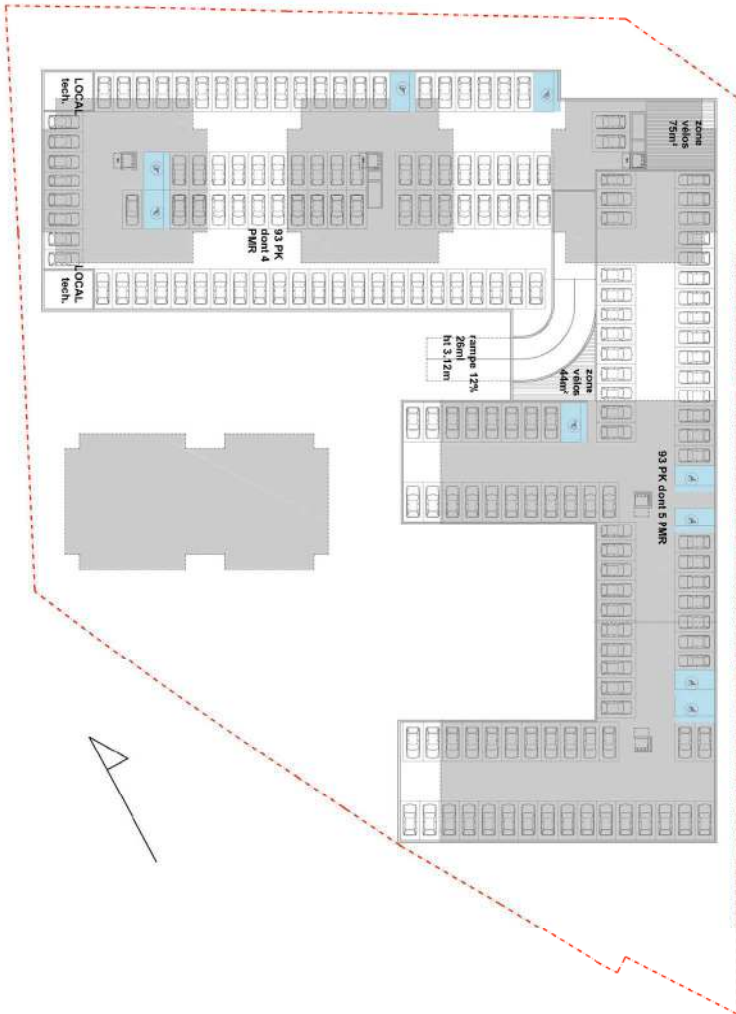 LOCAL
tech.
zone
vélos
75m²
93 PK
dont 4
PMR
LOCAL
tech.
rampe 12%
26ml
ht 3.12m
zone
vélos
44m²
93 PK dont 5 PMR